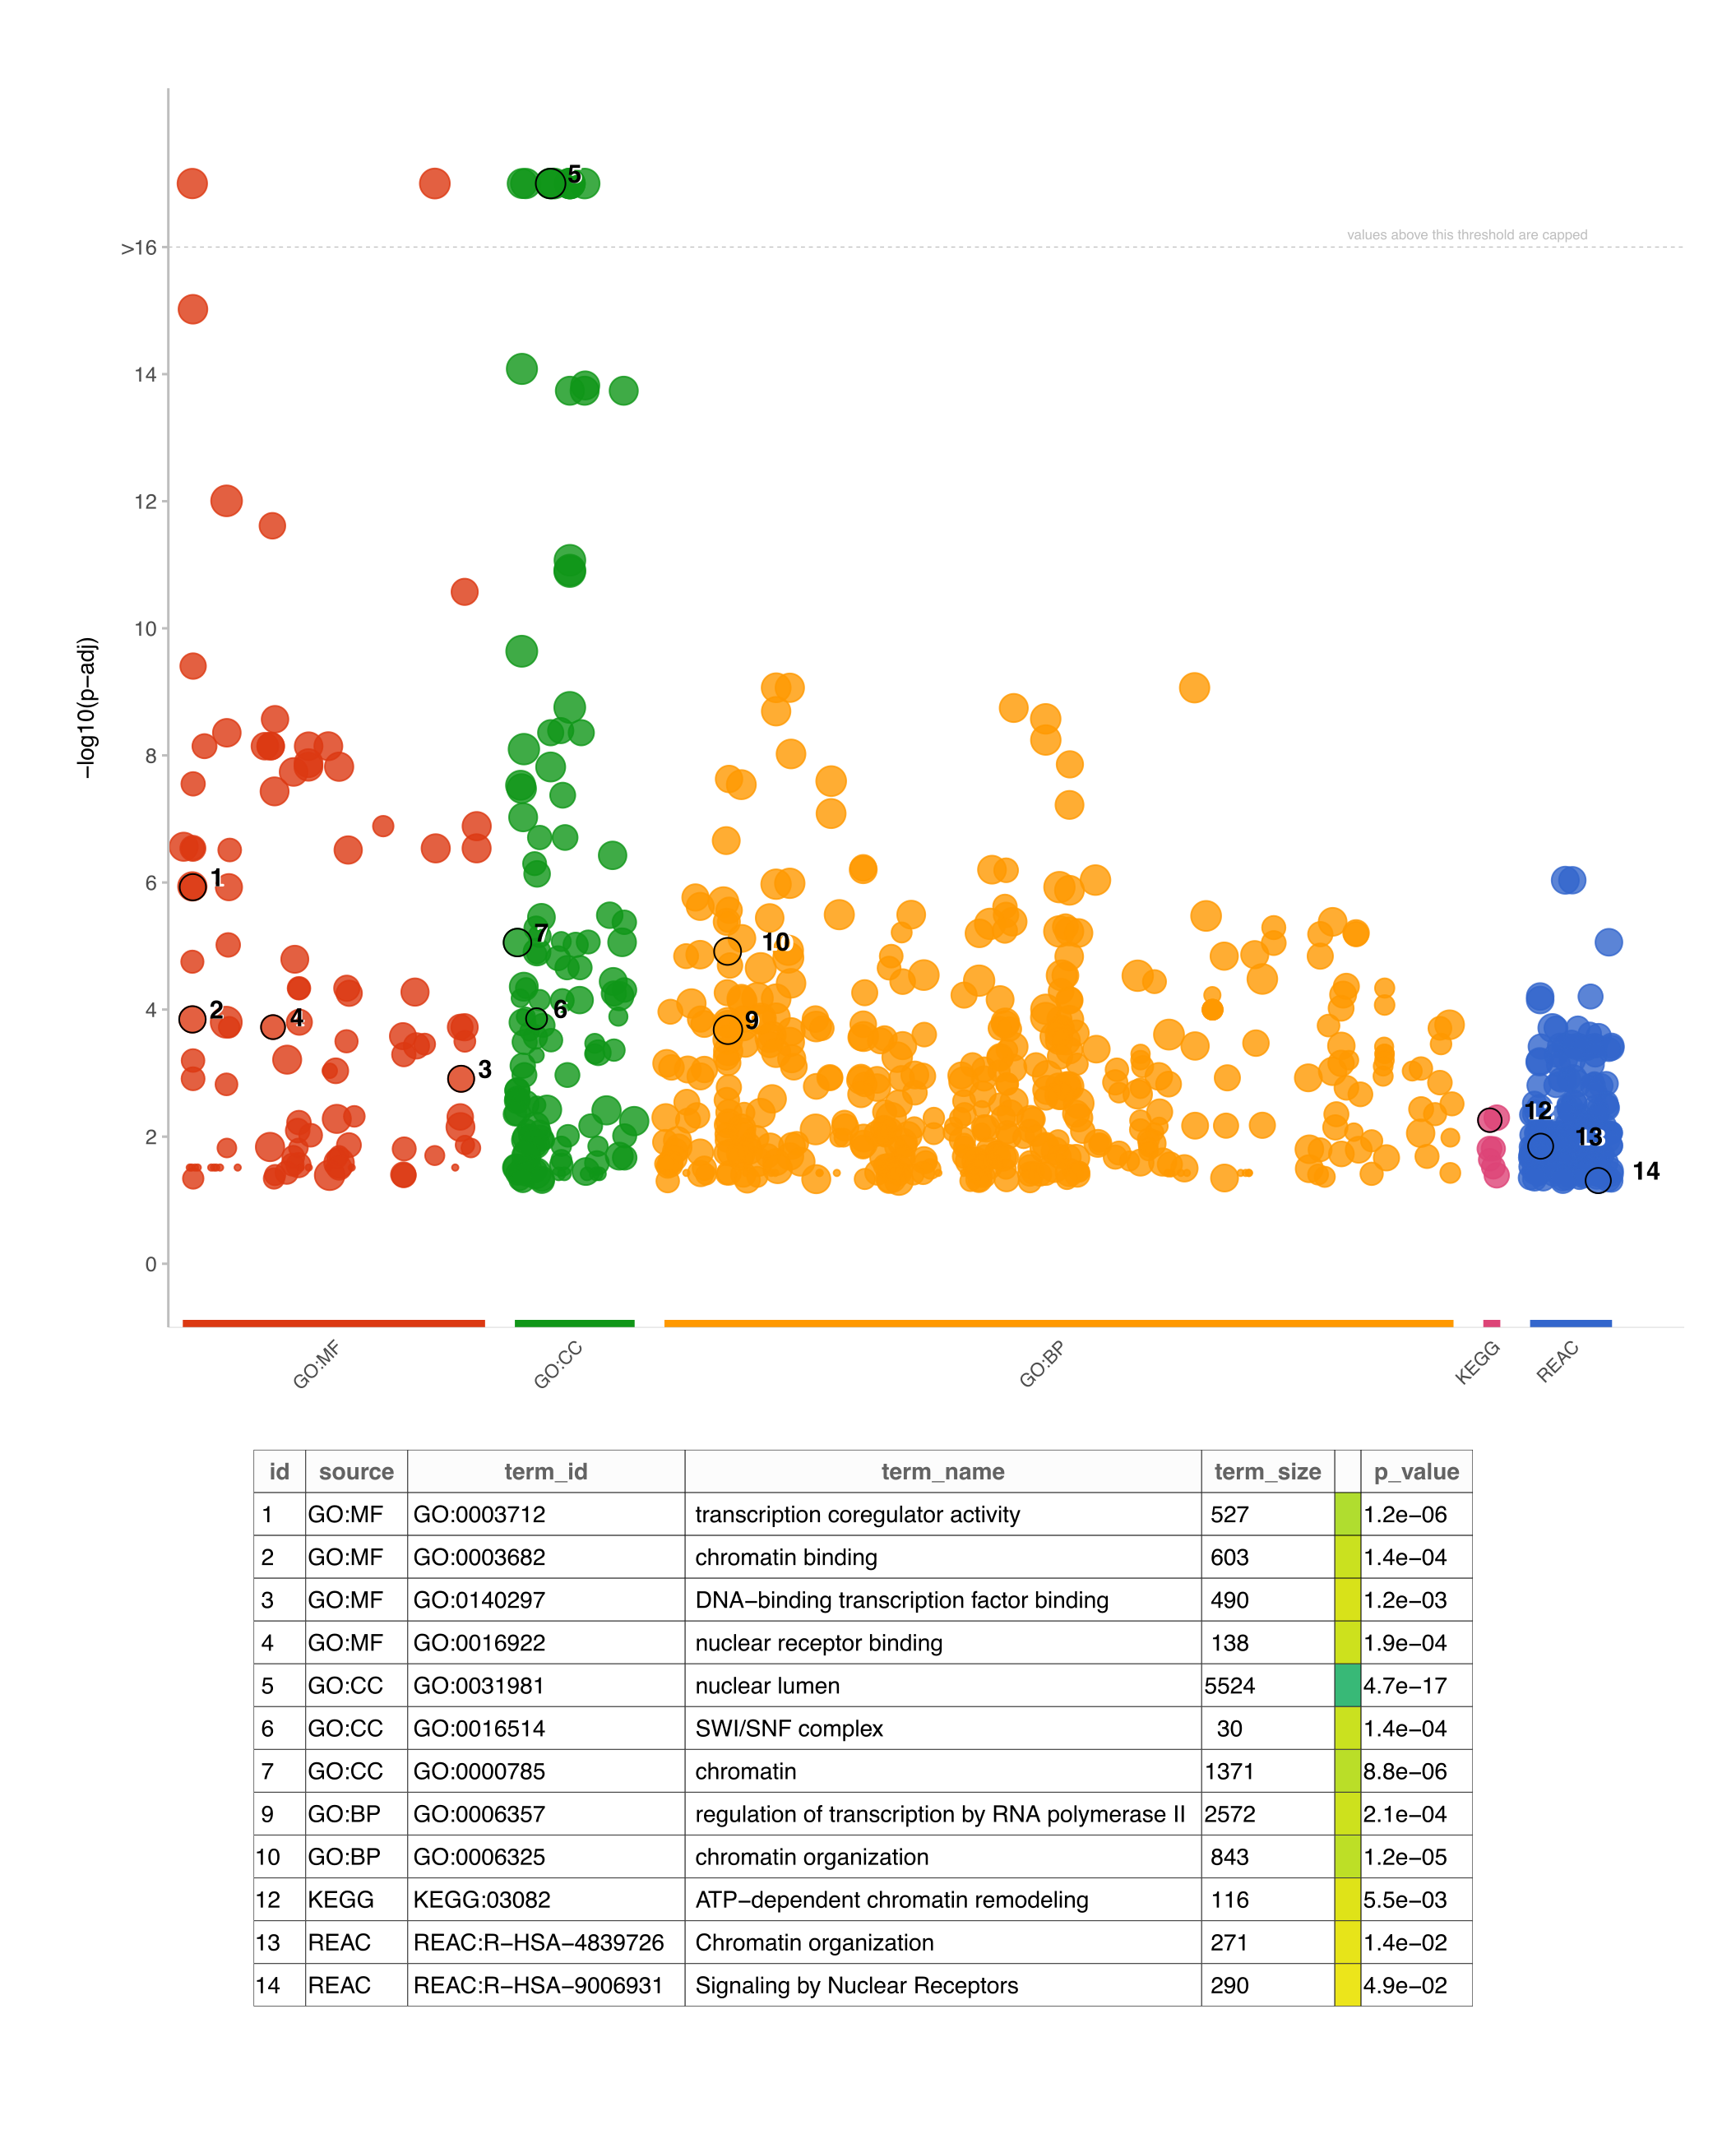 5
>16
values above this threshold are capped
14
12
10
8
6
4
2
0
−log10(p−adj)
1
7
10
2
4
6
9
3
12
13
14
GO:MF
GO:CC
GO:BP
KEGG
REAC
id source term_id term_name term_size p_value
1 GO:MF GO:0003712 transcription coregulator activity 527 1.2e−06
2 GO:MF GO:0003682 chromatin binding 603 1.4e−04
3 GO:MF GO:0140297 DNA−binding transcription factor binding 490 1.2e−03
4 GO:MF GO:0016922 nuclear receptor binding 138 1.9e−04
5 GO:CC GO:0031981 nuclear lumen 5524 4.7e−17
6 GO:CC GO:0016514 SWI/SNF complex 30 1.4e−04
7 GO:CC GO:0000785 chromatin 1371 8.8e−06
9 GO:BP GO:0006357 regulation of transcription by RNA polymerase II 2572 2.1e−04
10 GO:BP GO:0006325 chromatin organization 843 1.2e−05
12 KEGG KEGG:03082 ATP−dependent chromatin remodeling 116 5.5e−03
13 REAC REAC:R−HSA−4839726 Chromatin organization 271 1.4e−02
14 REAC REAC:R−HSA−9006931 Signaling by Nuclear Receptors 290 4.9e−02